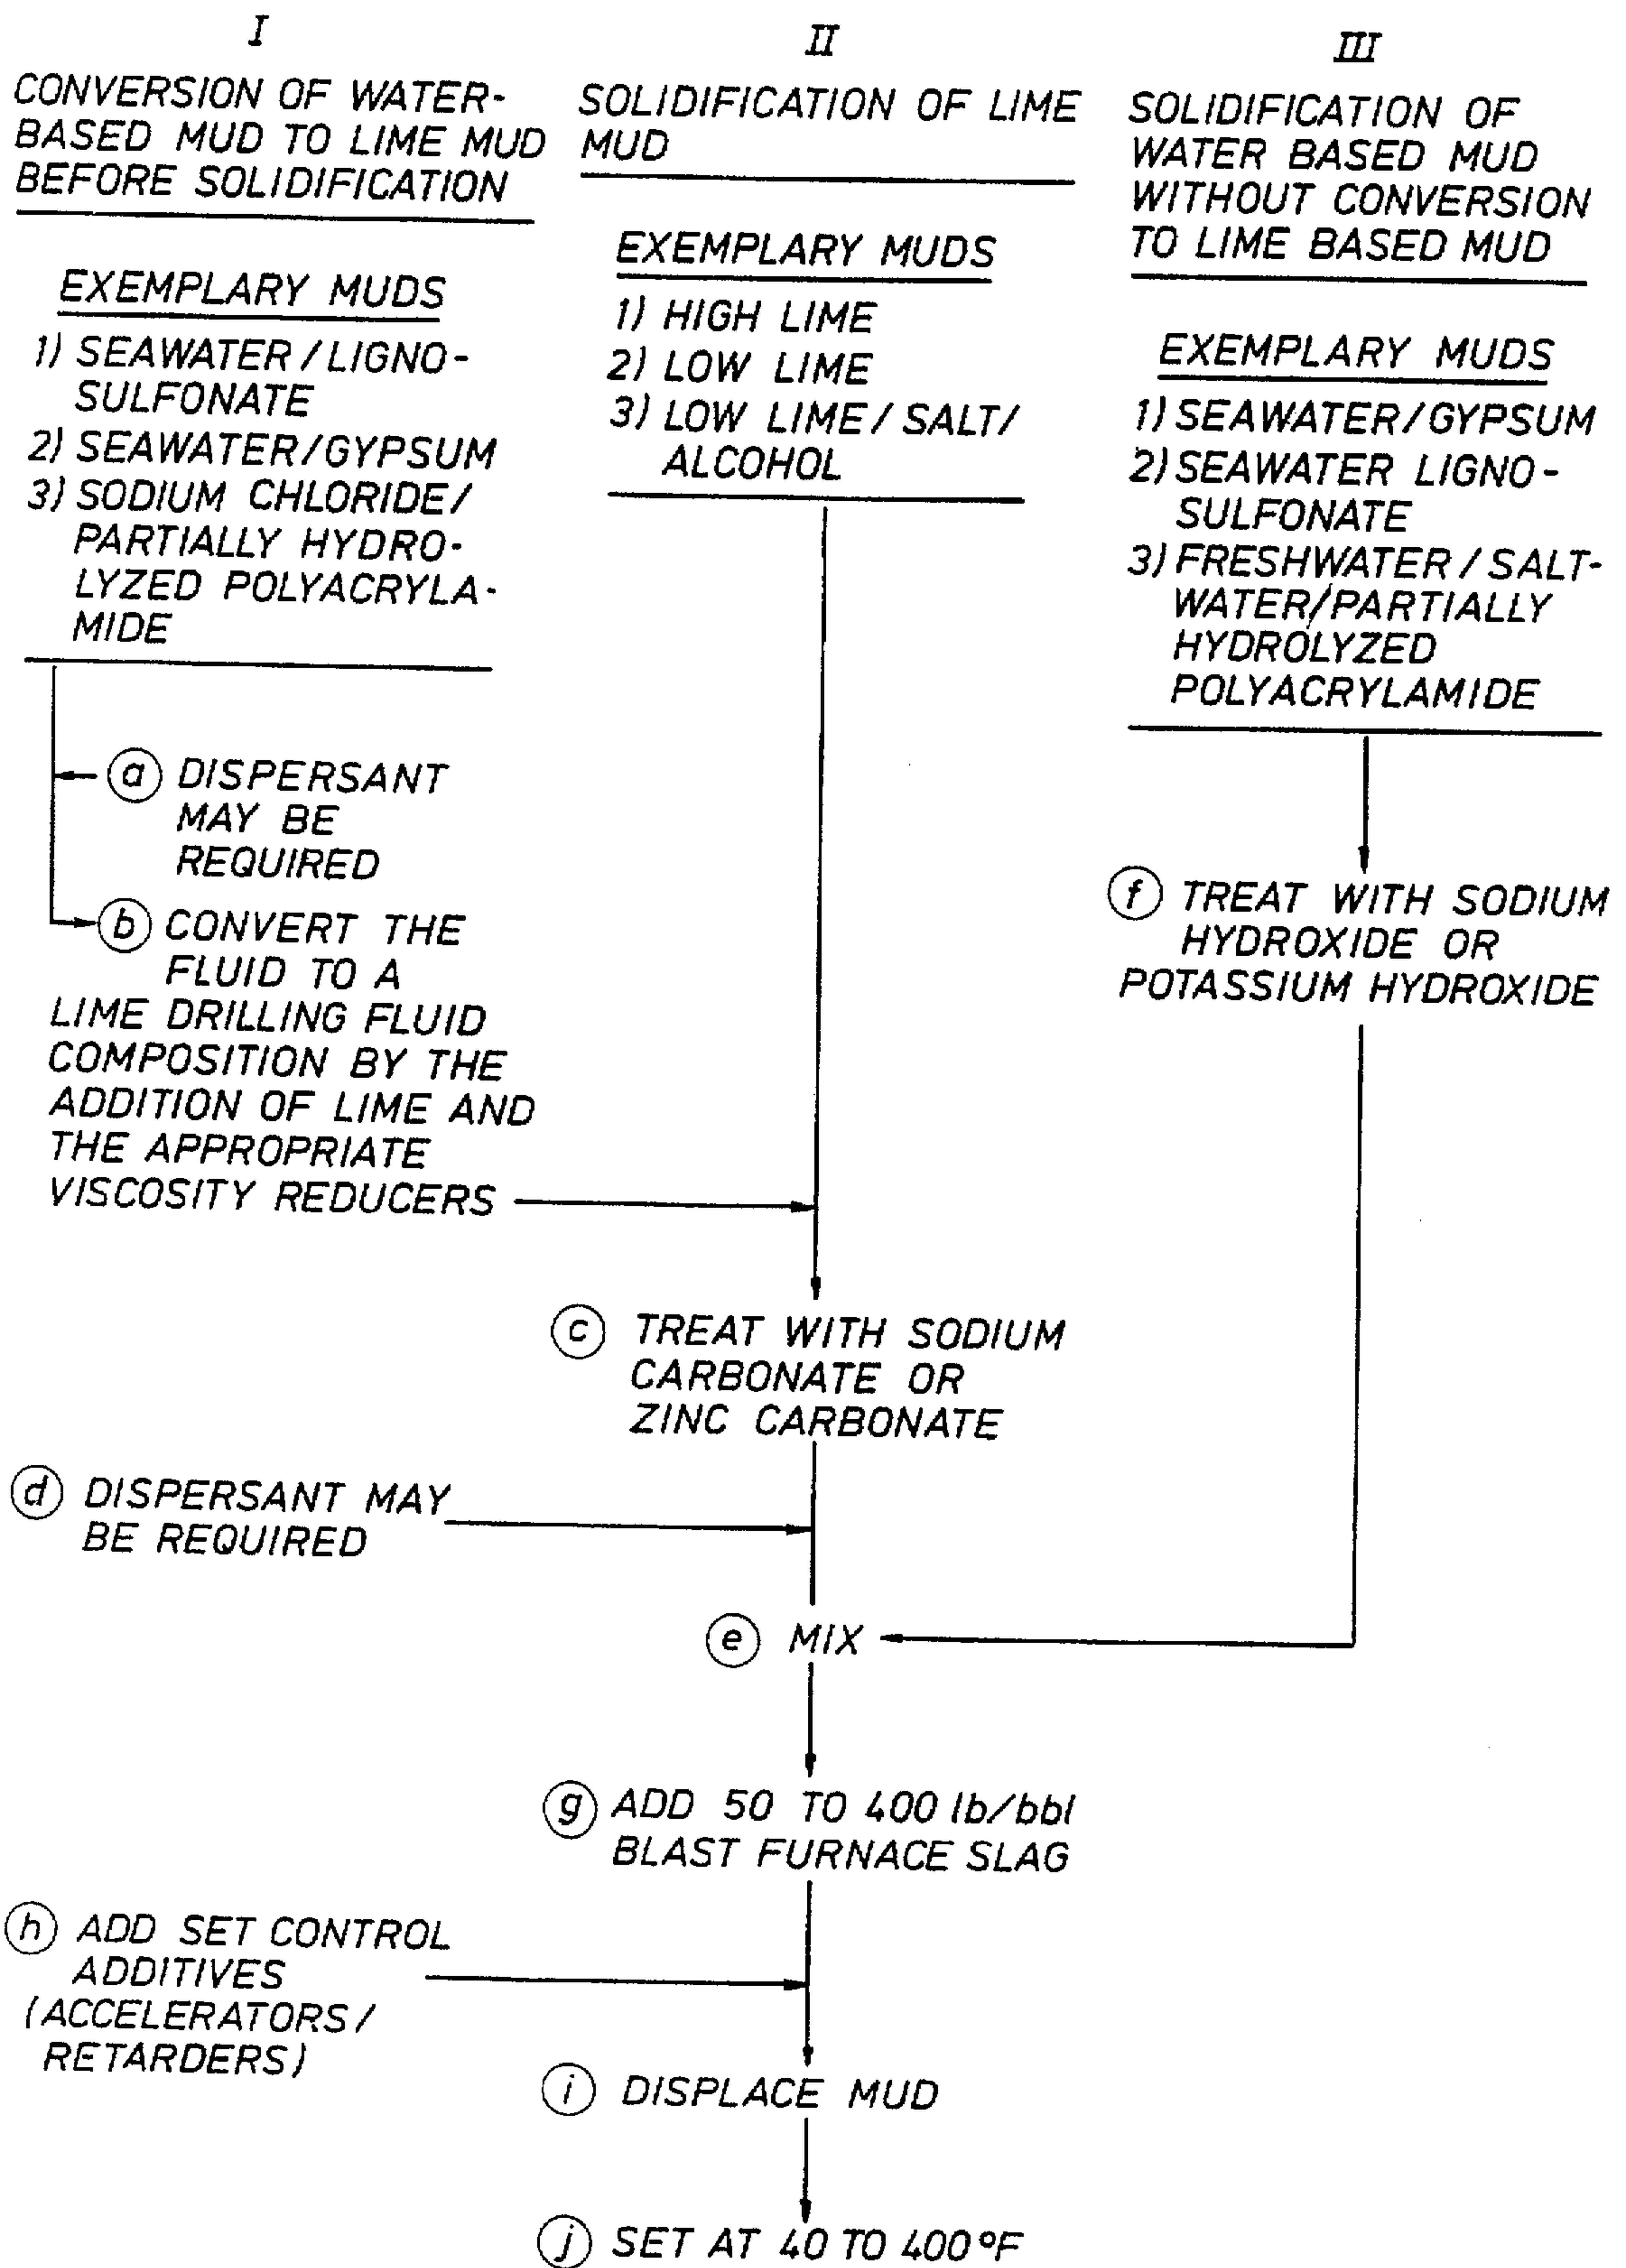 I
CONVERSION OF WATER-
BASED MUD TO LIME MUD
BEFORE SOLIDIFICATION
EXEMPLARY MUDS
1) SEAWATER / LIGNO-
SULFONATE
2) SEAWATER/GYPSUM
3) SODIUM CHLORIDE/
PARTIALLY HYDRO-
LYZED POLYACRYLA-
MIDE
a DISPERSANT
MAY BE
REQUIRED
b CONVERT THE
FLUID TO A
LIME DRILLING FLUID
COMPOSITION BY THE
ADDITION OF LIME AND
THE APPROPRIATE
VISCOSITY REDUCERS
II
SOLIDIFICATION OF LIME
MUD
EXEMPLARY MUDS
1) HIGH LIME
2) LOW LIME
3) LOW LIME / SALT/
ALCOHOL
III
SOLIDIFICATION OF
WATER BASED MUD
WITHOUT CONVERSION
TO LIME BASED MUD
EXEMPLARY MUDS
1) SEAWATER/GYPSUM
2) SEAWATER LIGNO-
SULFONATE
3) FRESHWATER / SALT-
WATER/PARTIALLY
HYDROLYZED
POLYACRYLAMIDE
f TREAT WITH SODIUM
HYDROXIDE OR
POTASSIUM HYDROXIDE
c TREAT WITH SODIUM
CARBONATE OR
ZINC CARBONATE
d DISPERSANT MAY
BE REQUIRED
e MIX
g ADD 50 TO 400 lb/bbl
BLAST FURNACE SLAG
h ADD SET CONTROL
ADDITIVES
(ACCELERATORS /
RETARDERS)
i DISPLACE MUD
j SET AT 40 TO 400°F